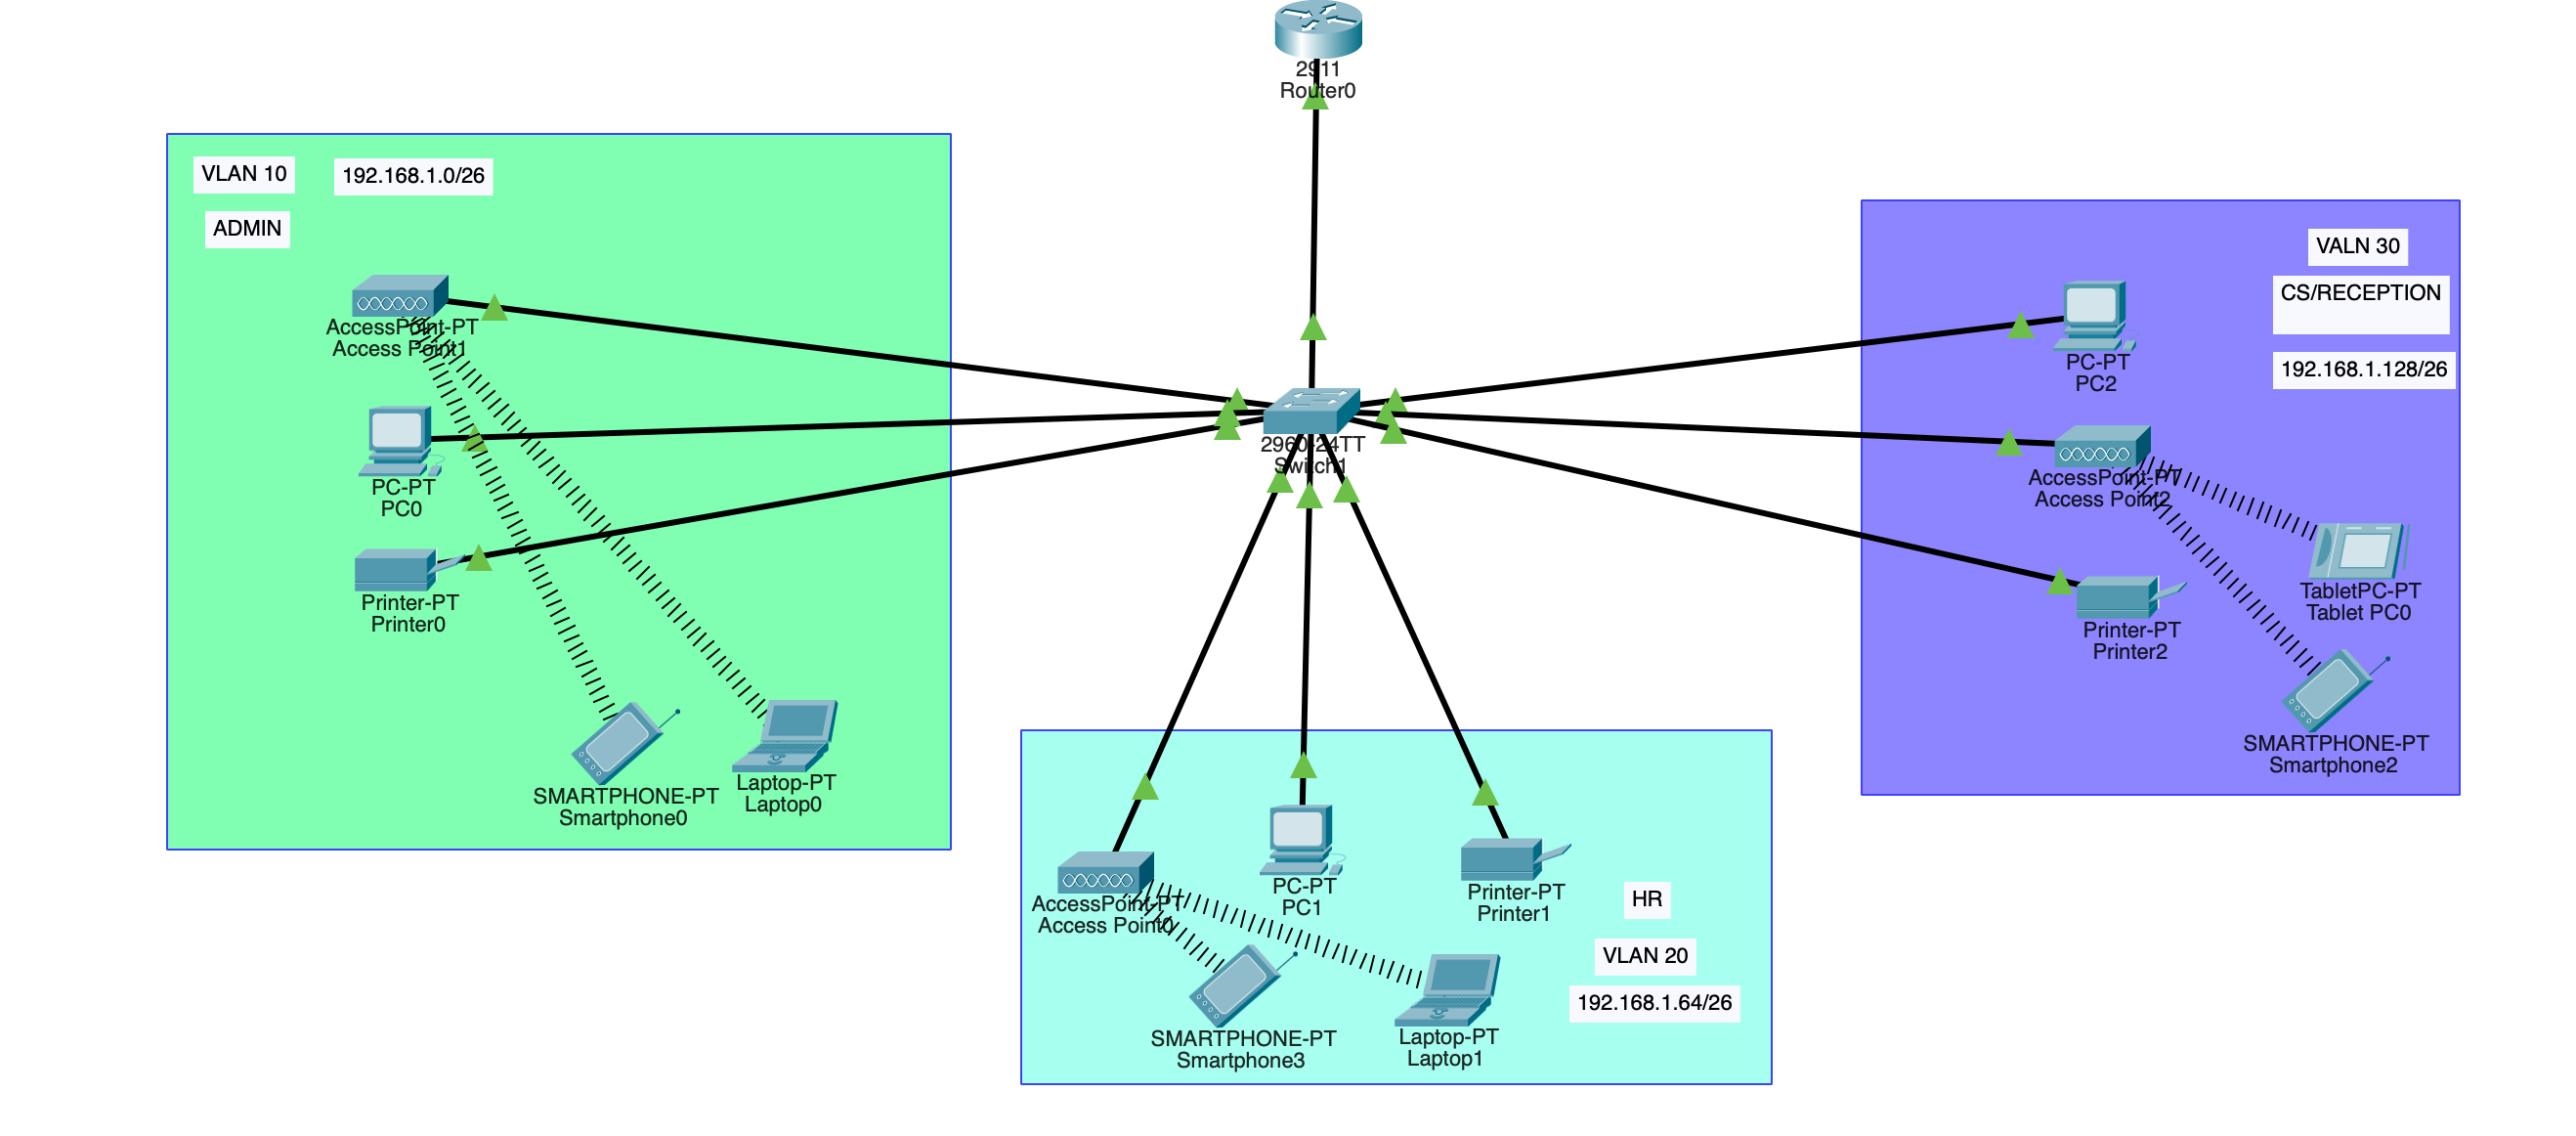 2911
Router0
VLAN 10
192.168.1.0/26
ADMIN
AccessPoint-PT
Access Point1
PC-PT
PC0
Printer-PT
Printer0
SMARTPHONE-PT
Smartphone0
Laptop-PT
Laptop0
2960-24TT
Switch1
VALN 30
CS/RECEPTION
192.168.1.128/26
PC-PT
PC2
AccessPoint-PT
Access Point2
TabletPC-PT
Tablet PC0
Printer-PT
Printer2
SMARTPHONE-PT
Smartphone2
AccessPoint-PT
Access Point0
PC-PT
PC1
Printer-PT
Printer1
HR
VLAN 20
192.168.1.64/26
SMARTPHONE-PT
Smartphone3
Laptop-PT
Laptop1